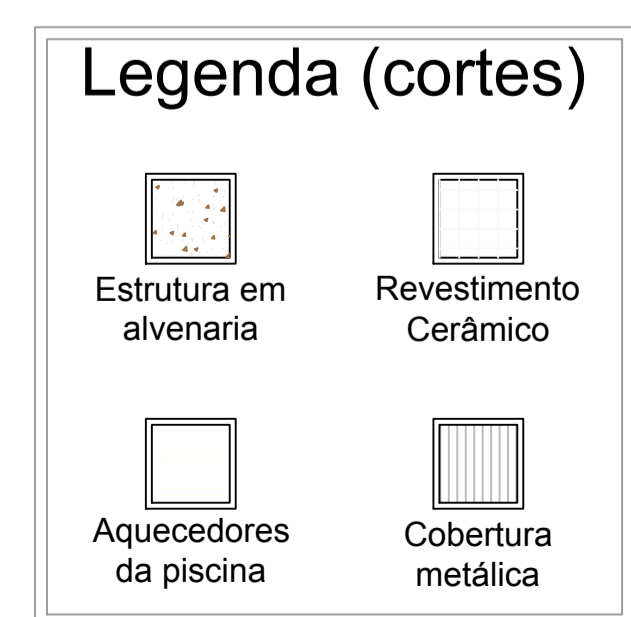 Legenda (cortes)
Estrutura em
alvenaria
Revestimento
Cerâmico
Aquecedores
da piscina
Cobertura
metálica